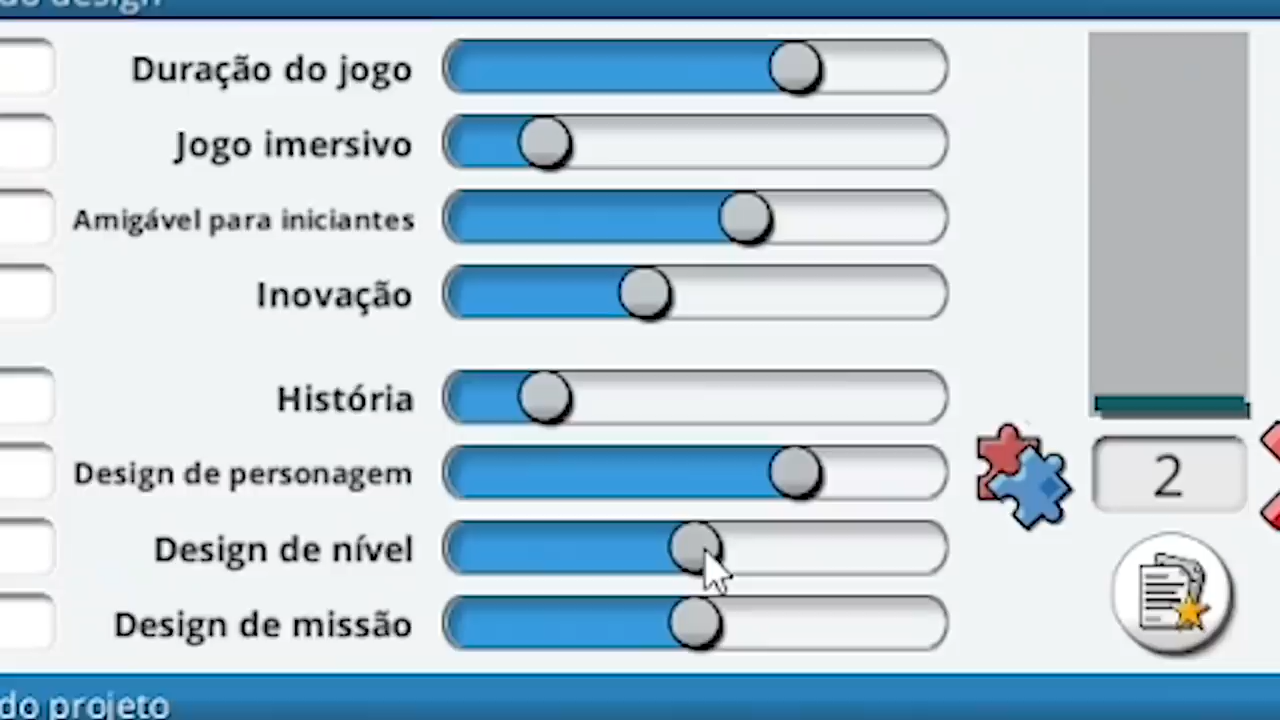 do design
Duração do jogo
Jogo imersivo
Amigável para iniciantes
Inovação
História
Design de personagem
2
Design de nível
Design de missão
do projeto